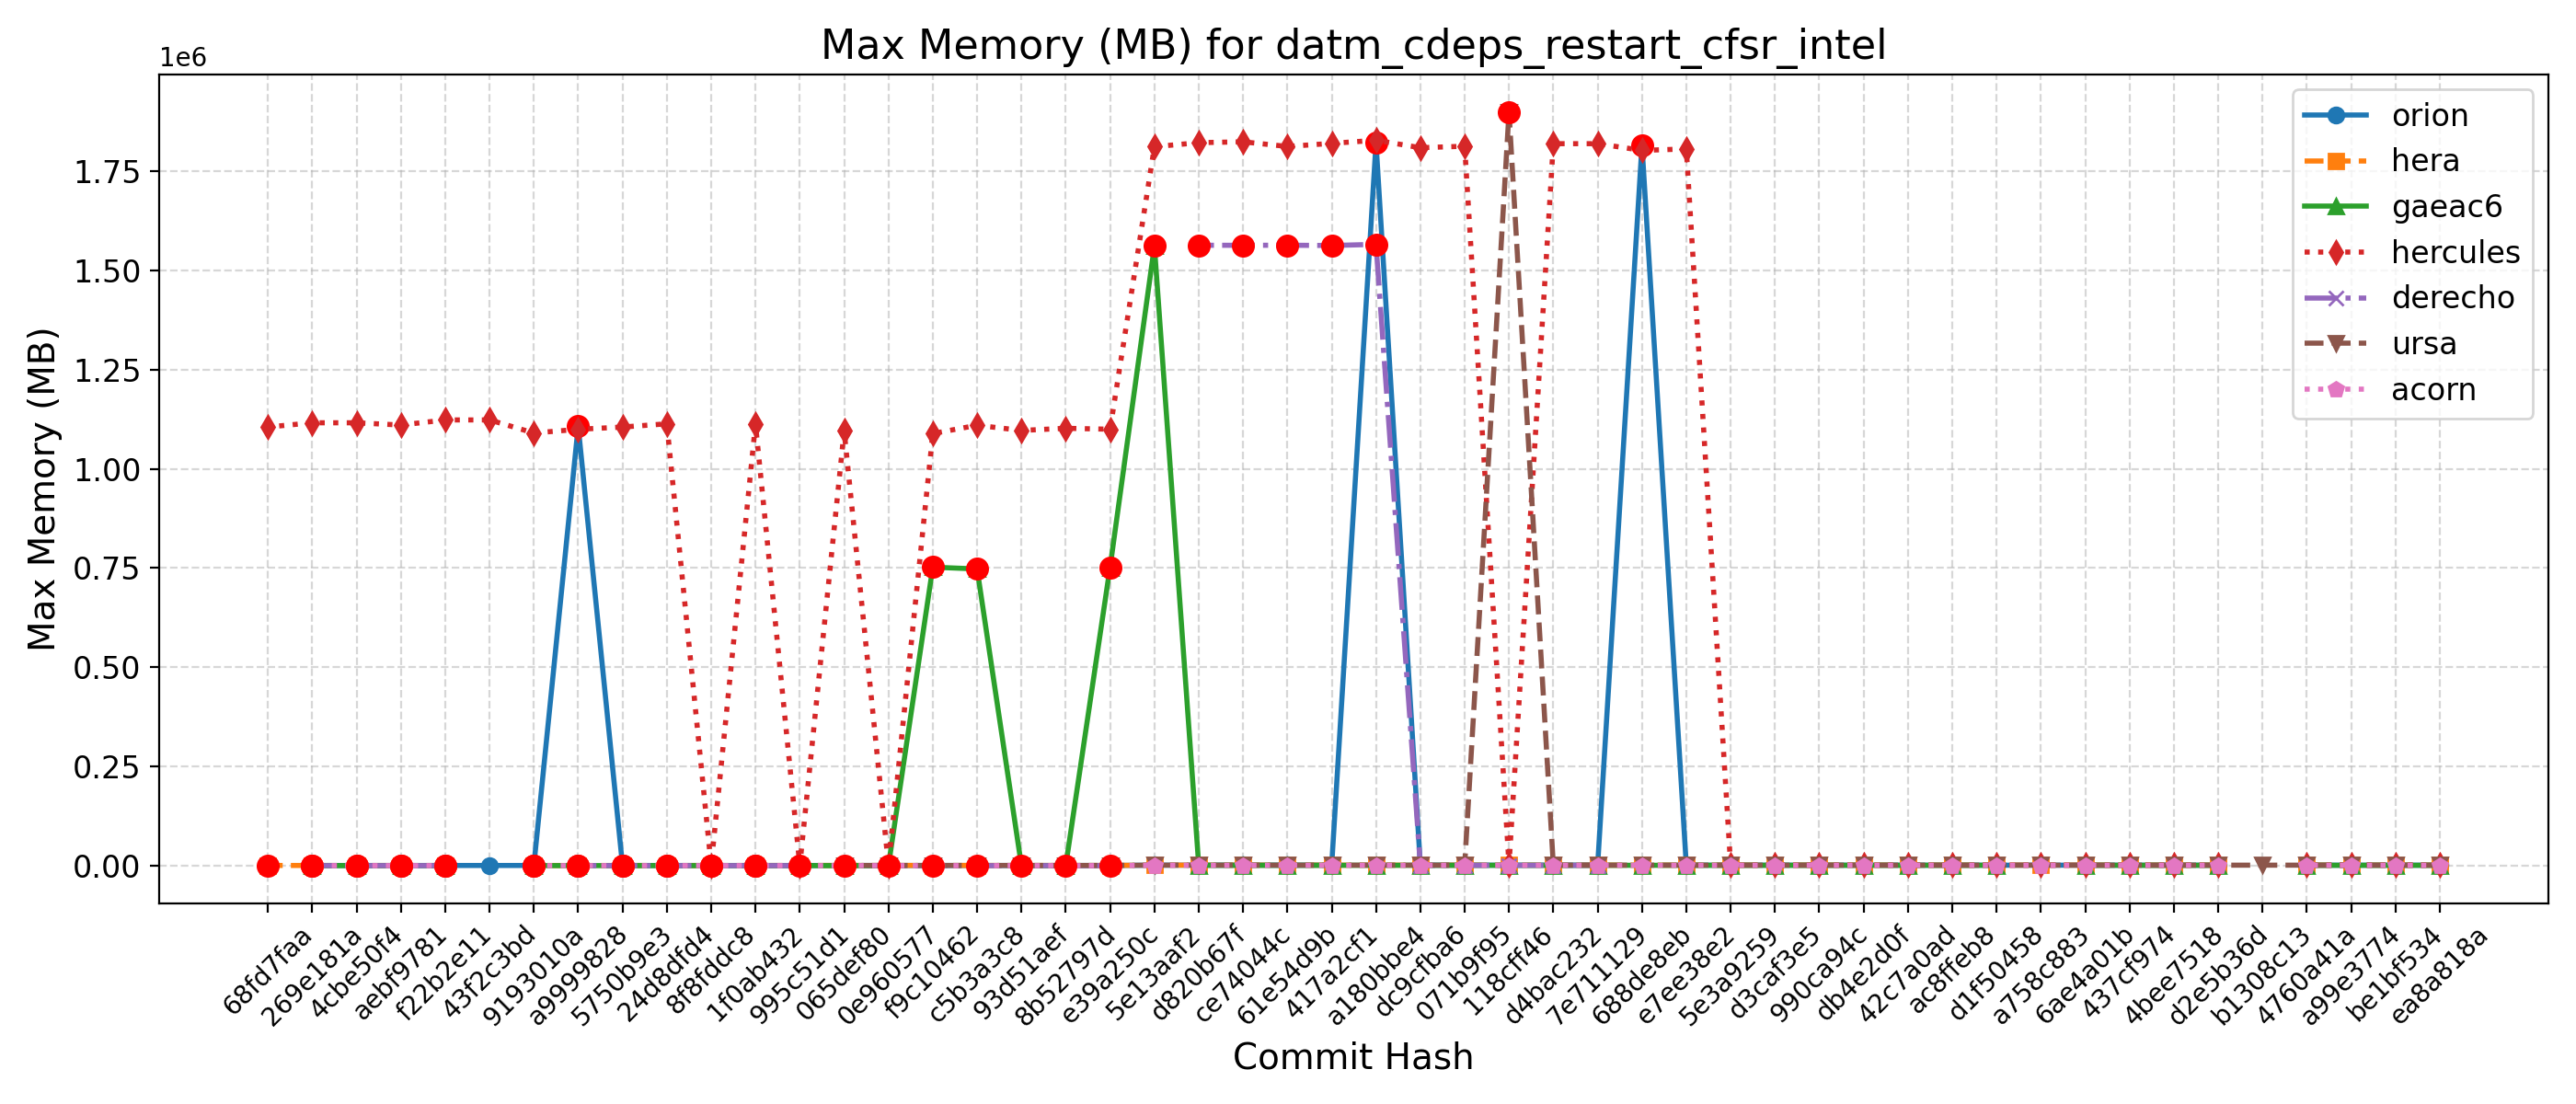 Max Memory (MB) for datm_cdeps_restart_cfsr_intel
1e6
1.75
1.50
1.25
1.00
0.75
0.50
0.25
0.00
Max Memory (MB)
orion
hera
gaeac6
hercules
derecho
ursa
acorn
68fd7faa
269e181a
4cbe50f4
aebf9781
f22b2e11
43f2c3bd
9193010a
a9999828
5750b9e3
24d8dfd4
8f8fddc8
1f0ab432
995c51d1
065def80
0e960577
f9c10462
c5b3a3c8
93d51aef
8b52797d
e39a250c
5e13aaf2
d820b67f
ce74044c
61e54d9b
417a2cf1
a180bbe4
dc9cfba6
071b9f95
118cff46
d4bac232
7e711129
688de8eb
e7ee38e2
5e3a9259
d3caf3e5
990ca94c
db4e2d0f
42c7a0ad
ac8ffeb8
d1f50458
a758c883
6ae4a01b
437cf974
4bee7518
d2e5b36d
b1308c13
4760a41a
a99e3774
be1bf534
ea8a818a
Commit Hash